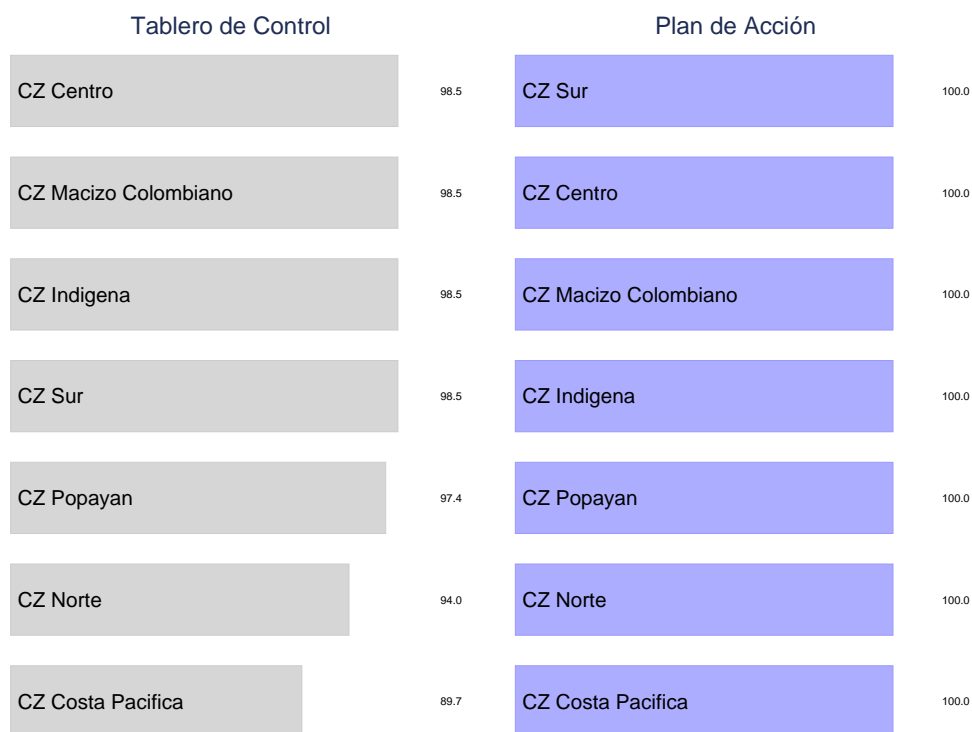 Tablero de Control
CZ Centro 98.5
CZ Macizo Colombiano 98.5
CZ Indigena 98.5
CZ Sur 98.5
CZ Popayan 97.4
CZ Norte 94.0
CZ Costa Pacifica 89.7
Plan de Acción
CZ Sur 100.0
CZ Centro 100.0
CZ Macizo Colombiano 100.0
CZ Indigena 100.0
CZ Popayan 100.0
CZ Norte 100.0
CZ Costa Pacifica 100.0